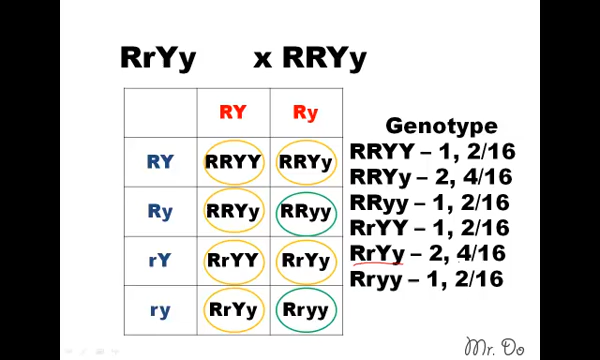 RrYy x RRYy
RY Ry
RY RRYY RRYy
Ry RRYy RRyy
rY RrYY RrYy
ry RrYy Rryy
Genotype
RRYY – 1, 2/16
RRYy – 2, 4/16
RRyy – 1, 2/16
RrYY – 1, 2/16
RrYy – 2, 4/16
Rryy – 1, 2/16
Mr. Do